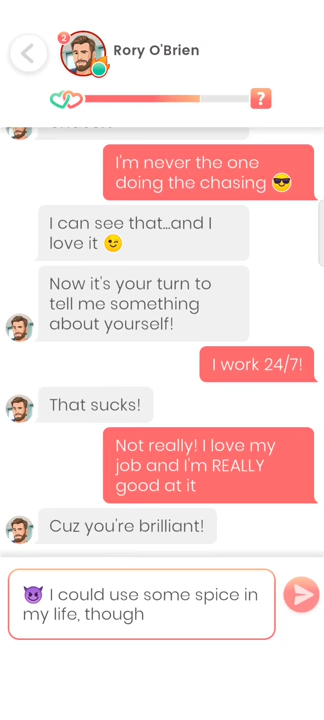 2
Rory O'Brien
?
I'm never the one
doing the chasing 😎
I can see that...and I
love it 😉
Now it's your turn to
tell me something
about yourself!
I work 24/7!
That sucks!
Not really! I love my
job and I'm REALLY
good at it
Cuz you're brilliant!
😈 I could use some spice in
my life, though